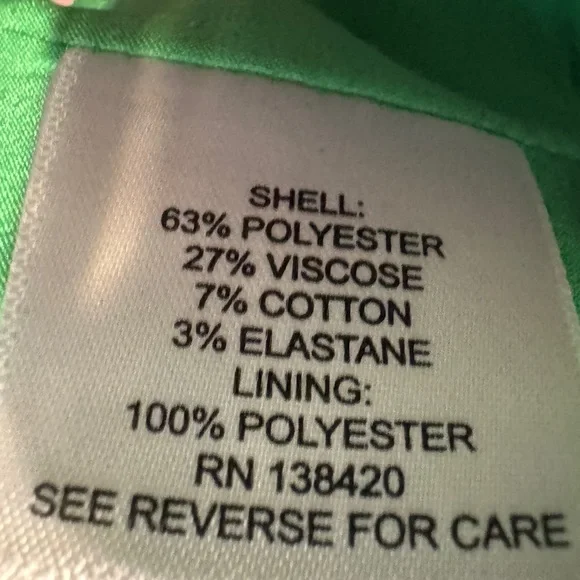 SHELL:
63% POLYESTER
27% VISCOSE
7% COTTON
3% ELASTANE
LINING:
100% POLYESTER
RN 138420
SEE REVERSE FOR CARE